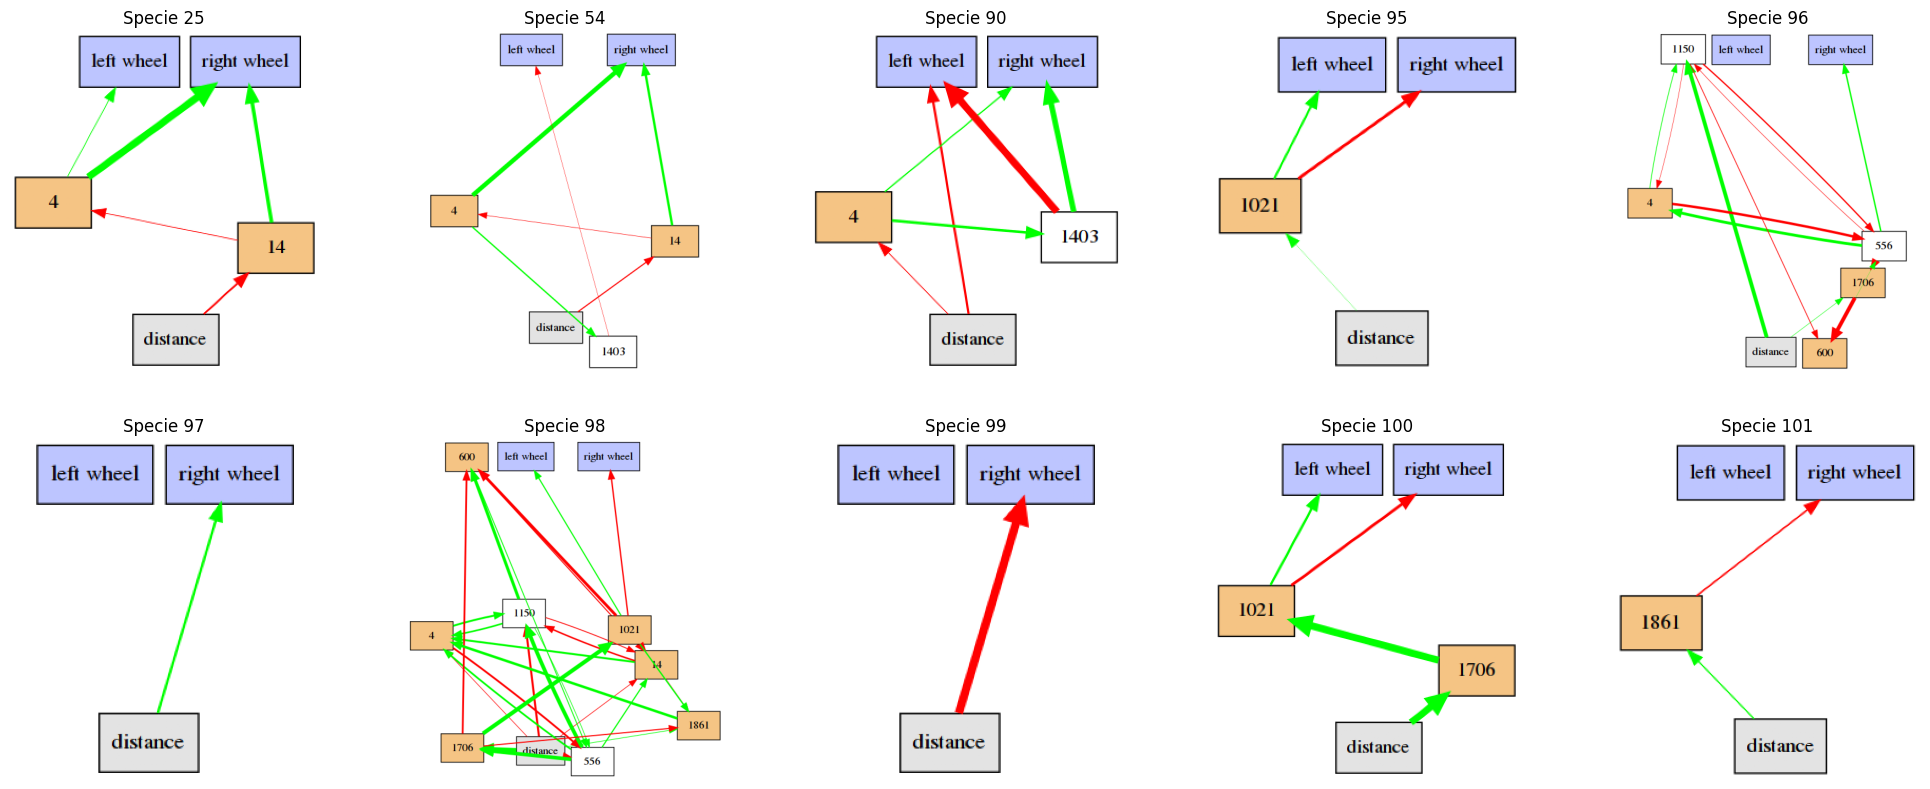 Specie 25
left wheel
right wheel
4
14
distance
Specie 54
left wheel
right wheel
4
14
distance
1403
Specie 90
left wheel
right wheel
4
1403
distance
Specie 95
left wheel
right wheel
1021
distance
Specie 96
1150
left wheel
right wheel
4
556
1706
distance
600
Specie 97
left wheel
right wheel
distance
Specie 98
600
left wheel
right wheel
1150
4
1021
14
1861
1706
distance
556
Specie 99
left wheel
right wheel
distance
Specie 100
left wheel
right wheel
1021
1706
distance
Specie 101
left wheel
right wheel
1861
distance